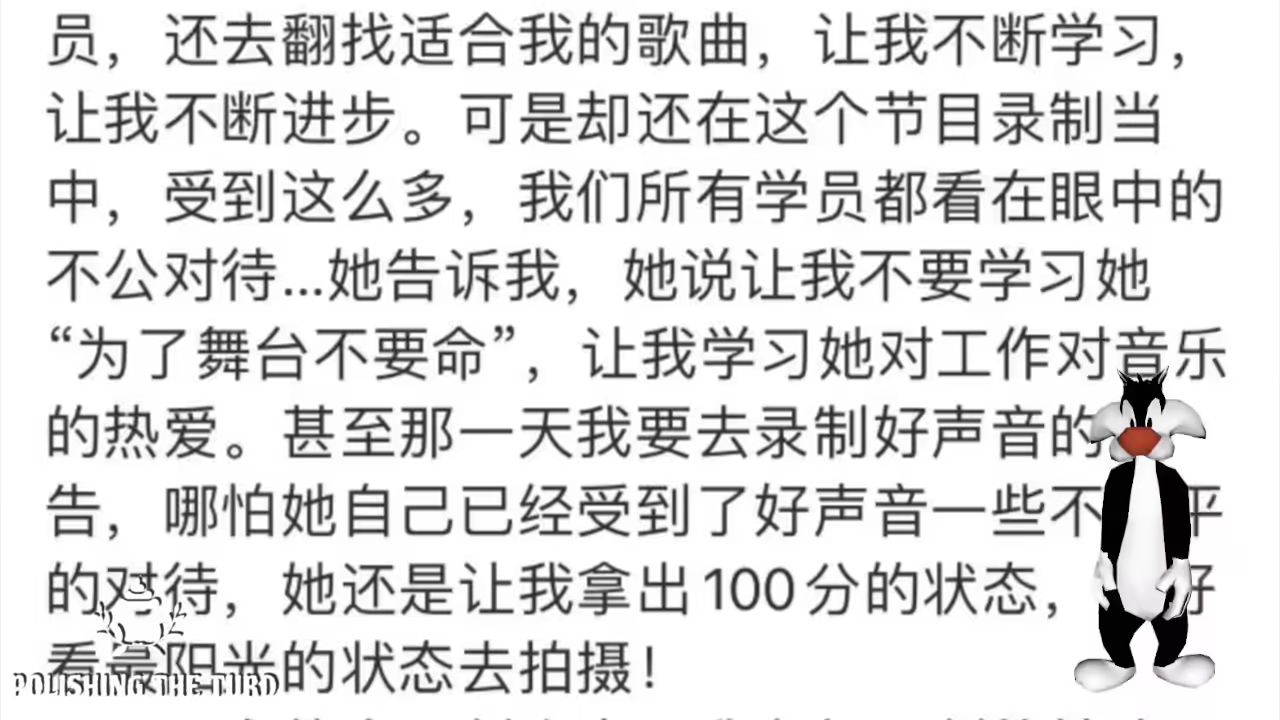 员，还去翻找适合我的歌曲，让我不断学习，
让我不断进步。可是却还在这个节目录制当
中，受到这么多，我们所有学员都看在眼中的
不公对待...她告诉我，她说让我不要学习她
“为了舞台不要命”，让我学习她对工作对音乐
的热爱。甚至那一天我要去录制好声音的
告，哪怕她自己已经受到了好声音一些不 平
的对待，她还是让我拿出100分的状态， 好
看最阳光的状态去拍摄！
POLISHING THE TURD